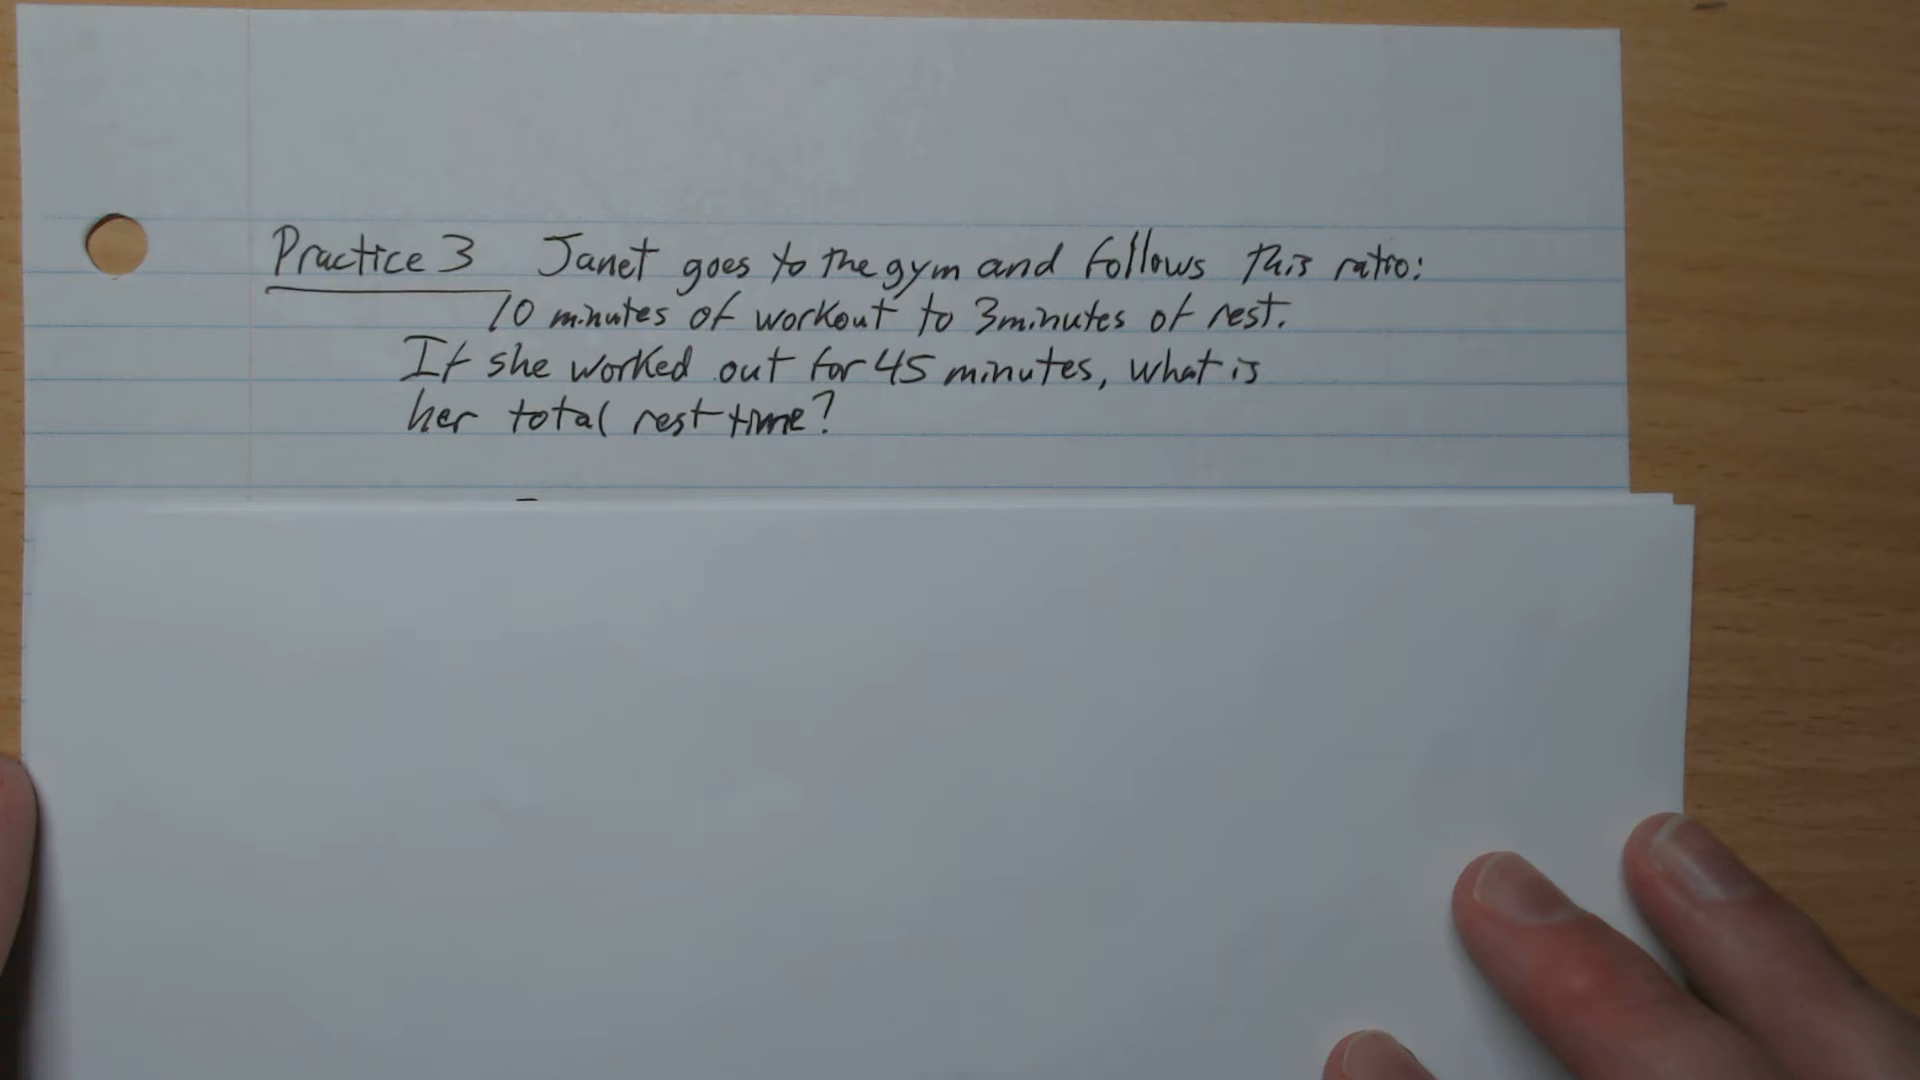 Practice 3 Janet goes to the gym and follows this ratio:
10 minutes of workout to 3 minutes of rest.
If she worked out for 45 minutes, what is
her total rest time?